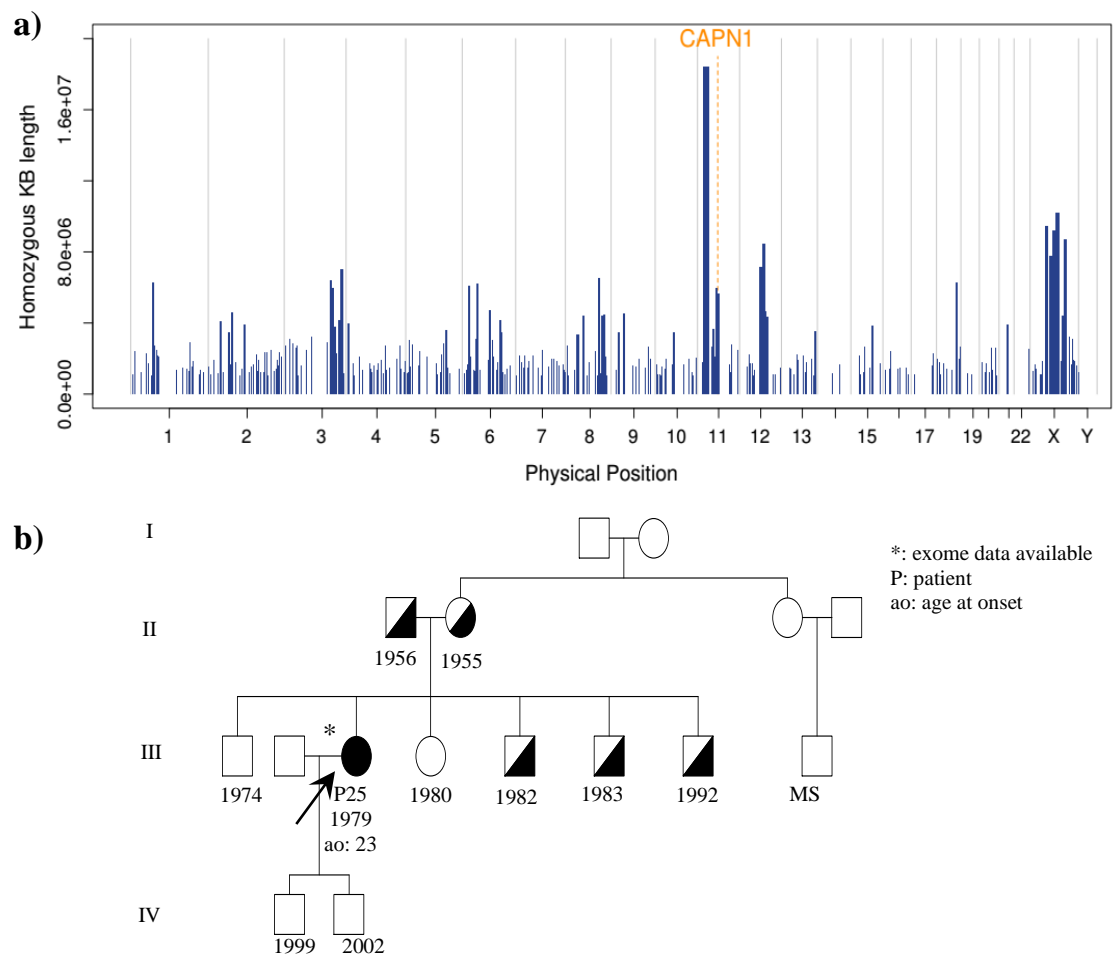 a)
CAPN1
Homozygous KB length
1.6e+07
8.0e+06
0.0e+00
1 2 3 4 5 6 7 8 9 10 11 12 13 15 17 19 22 X Y
Physical Position
b)
I
*: exome data available
P: patient
ao: age at onset
II
1956 1955
*
III
1974 P25 1980 1982 1983 1992 MS
1979
ao: 23
IV
1999 2002